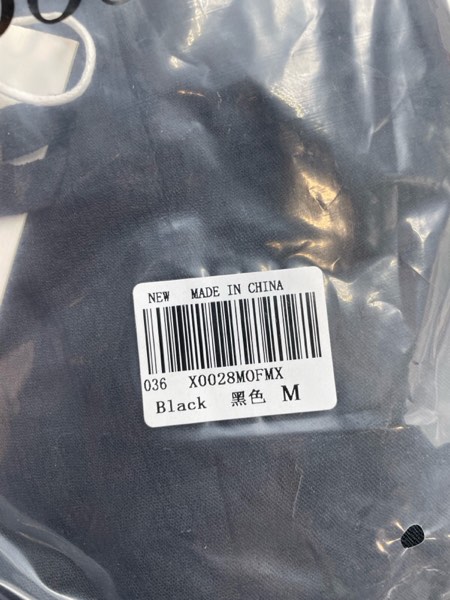 NEW MADE IN CHINA
036 X0028MOFMX
Black 黑色 M